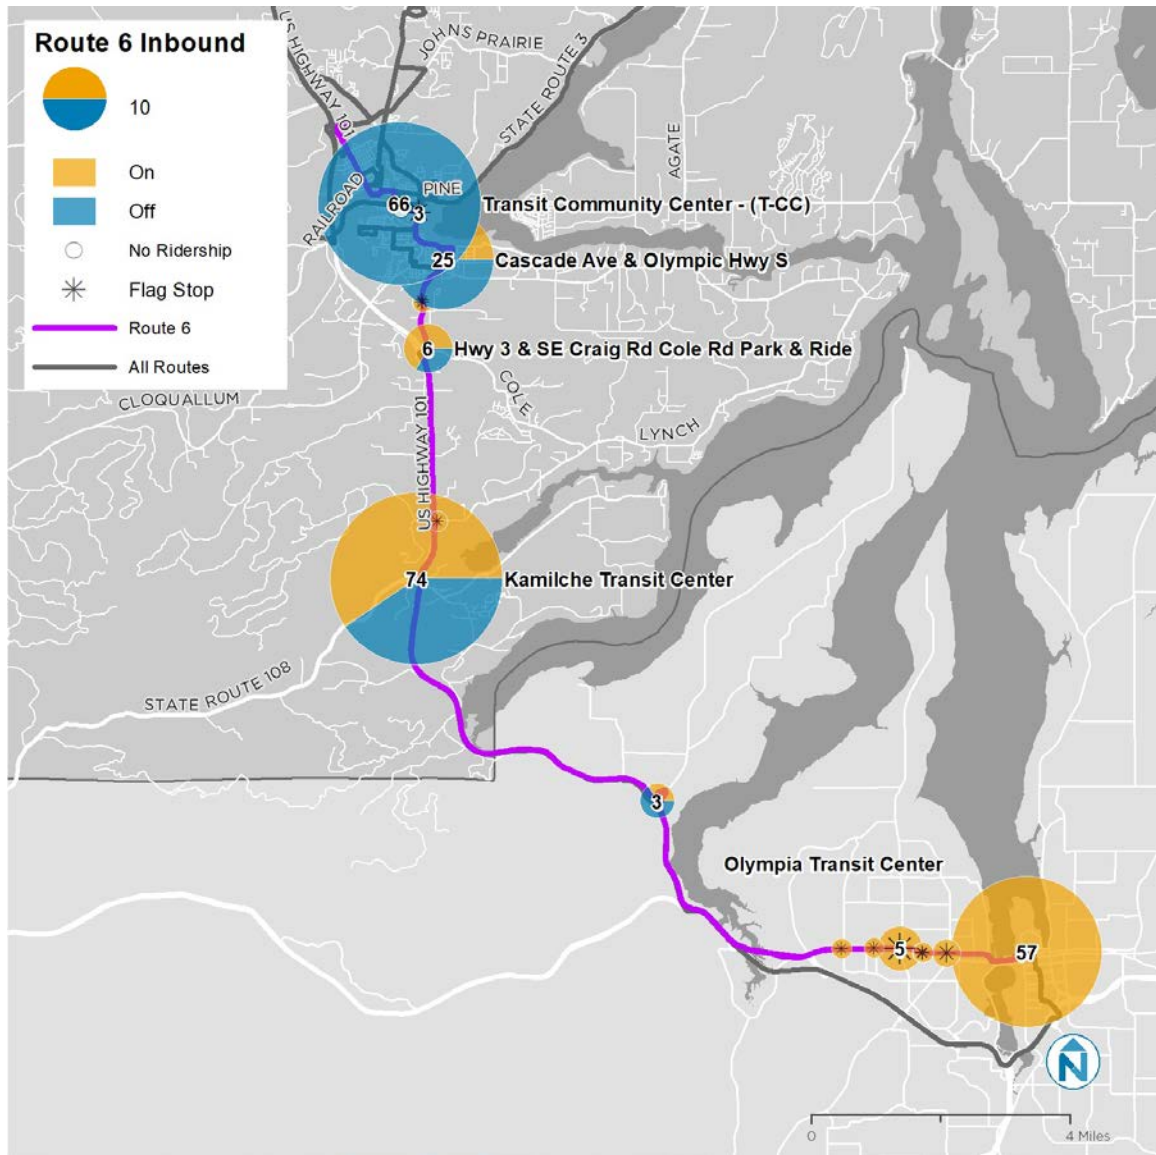 Route 6 Inbound
10
On
Off
No Ridership
Flag Stop
Route 6
All Routes
US HIGHWAY 101
JOHNS PRAIRIE
STATE ROUTE 3
AGATE
RAILROAD
PINE
66
3
Transit Community Center - (T-CC)
25
Cascade Ave & Olympic Hwy S
6
Hwy 3 & SE Craig Rd Cole Rd Park & Ride
CLOQUALLUM
COLE
LYNCH
US HIGHWAY 101
74
Kamilche Transit Center
STATE ROUTE 108
3
Olympia Transit Center
5
57
N
0
4 Miles